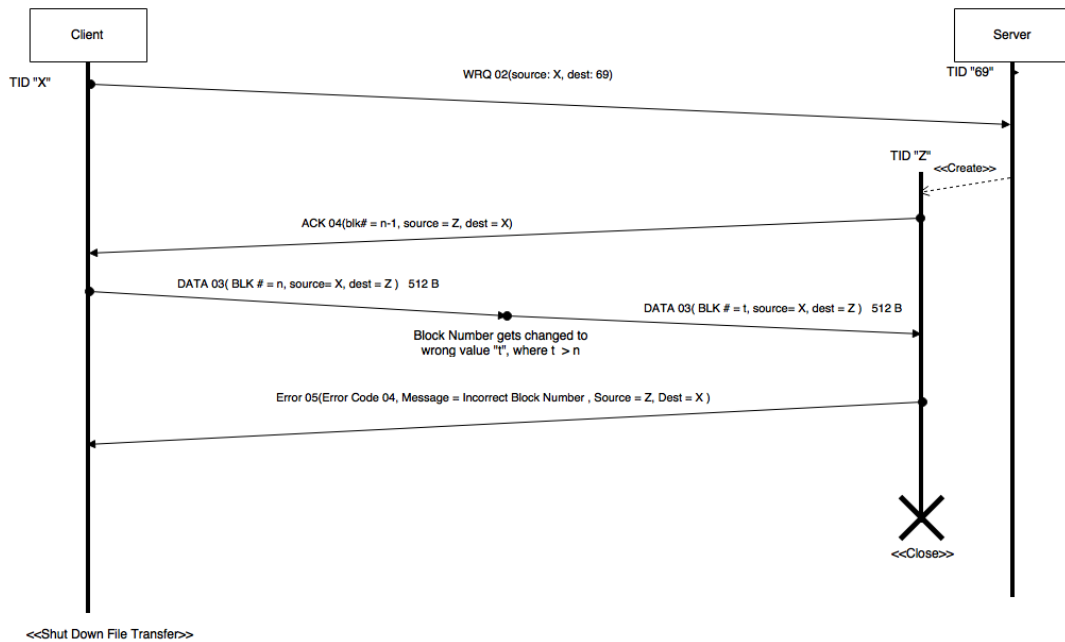 Client
Server
WRQ 02(source: X, dest: 69)
TID "X"
TID "69"
TID "Z"
<<Create>>
ACK 04(blk# = n-1, source = Z, dest = X)
DATA 03( BLK # = n, source= X, dest = Z )   512 B
DATA 03( BLK # = t, source= X, dest = Z )   512 B
Block Number gets changed to
wrong value "t", where t > n
Error 05(Error Code 04, Message = Incorrect Block Number , Source = Z, Dest = X )
<<Close>>
<<Shut Down File Transfer>>